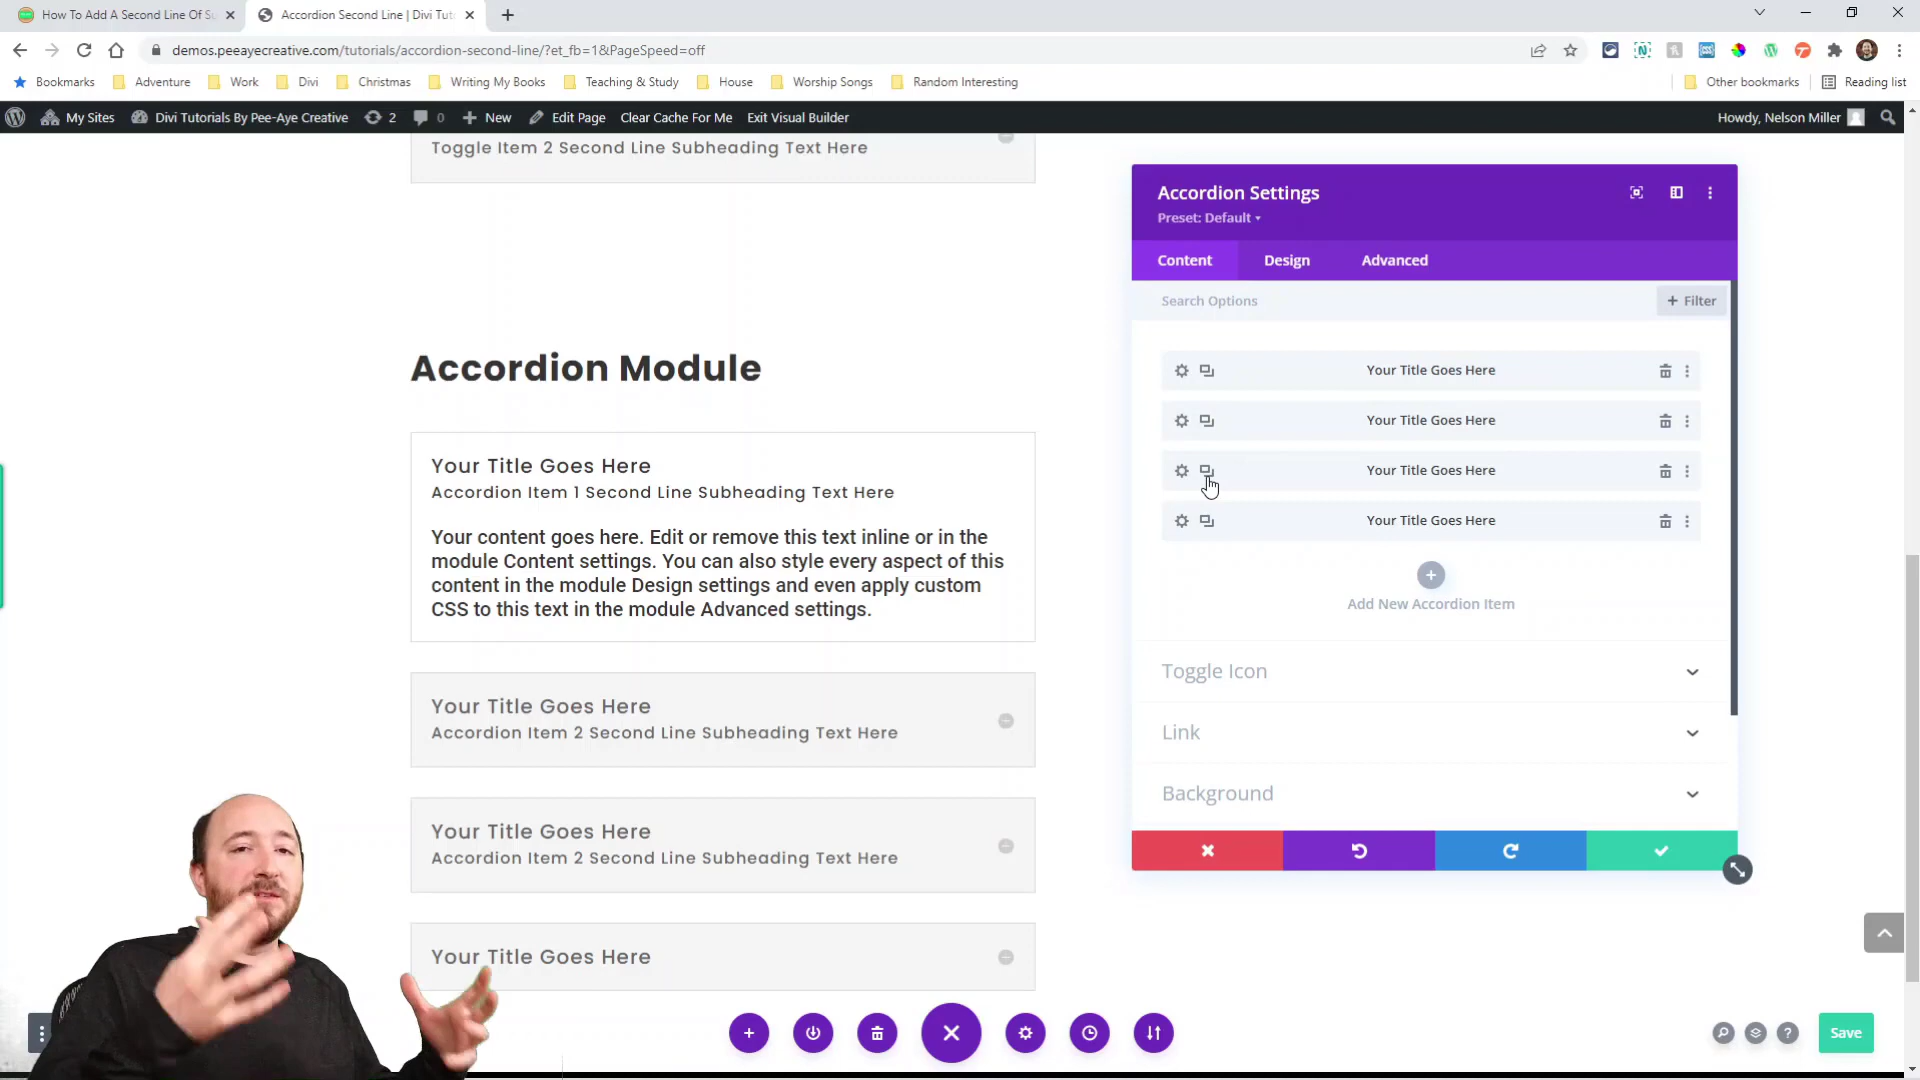 How To Add A Second Line Of Su
Accordion Second Line | Divi Tut
demos.peeayecreative.com/tutorials/accordion-second-line/?et_fb=1&PageSpeed=off
Bookmarks
Adventure
Work
Divi
Christmas
Writing My Books
Teaching & Study
House
Worship Songs
Random Interesting
Other bookmarks
Reading list
My Sites
Divi Tutorials By Pee-Aye Creative
2
0
New
Edit Page
Clear Cache For Me
Exit Visual Builder
Howdy, Nelson Miller
Toggle Item 2 Second Line Subheading Text Here
Accordion Module
Your Title Goes Here
Accordion Item 1 Second Line Subheading Text Here
Your content goes here. Edit or remove this text inline or in the
module Content settings. You can also style every aspect of this
content in the module Design settings and even apply custom
CSS to this text in the module Advanced settings.
Your Title Goes Here
Accordion Item 2 Second Line Subheading Text Here
Your Title Goes Here
Accordion Item 2 Second Line Subheading Text Here
Your Title Goes Here
Accordion Settings
Preset: Default
Content
Design
Advanced
Search Options
+ Filter
Your Title Goes Here
Your Title Goes Here
Your Title Goes Here
Your Title Goes Here
Add New Accordion Item
Toggle Icon
Link
Background
Save